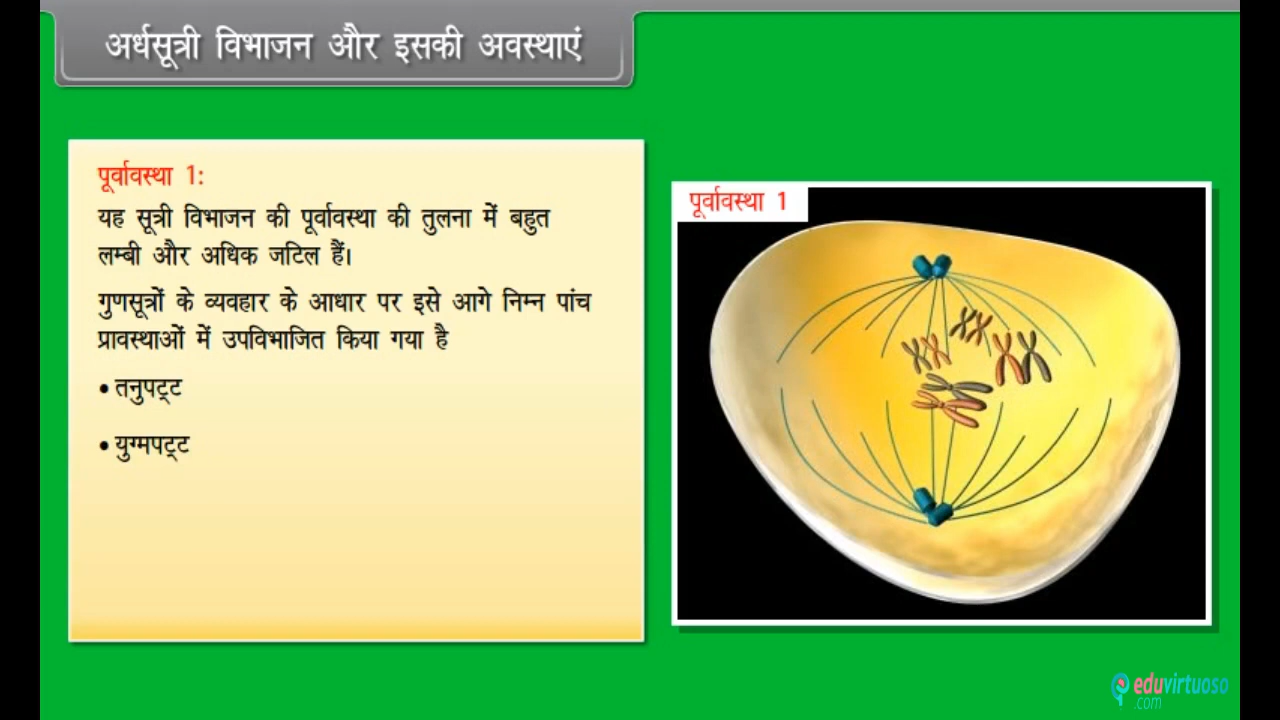 अर्धसूत्री विभाजन और इसकी अवस्थाएं
पूर्वावस्था 1:
यह सूत्री विभाजन की पूर्वावस्था की तुलना में बहुत
लम्बी और अधिक जटिल हैं।
गुणसूत्रों के व्यवहार के आधार पर इसे आगे निम्न पांच
प्रावस्थाओं में उपविभाजित किया गया है
• तनुपट्ट
• युग्मपट्ट
पूर्वावस्था 1
eduvirtuoso
.com